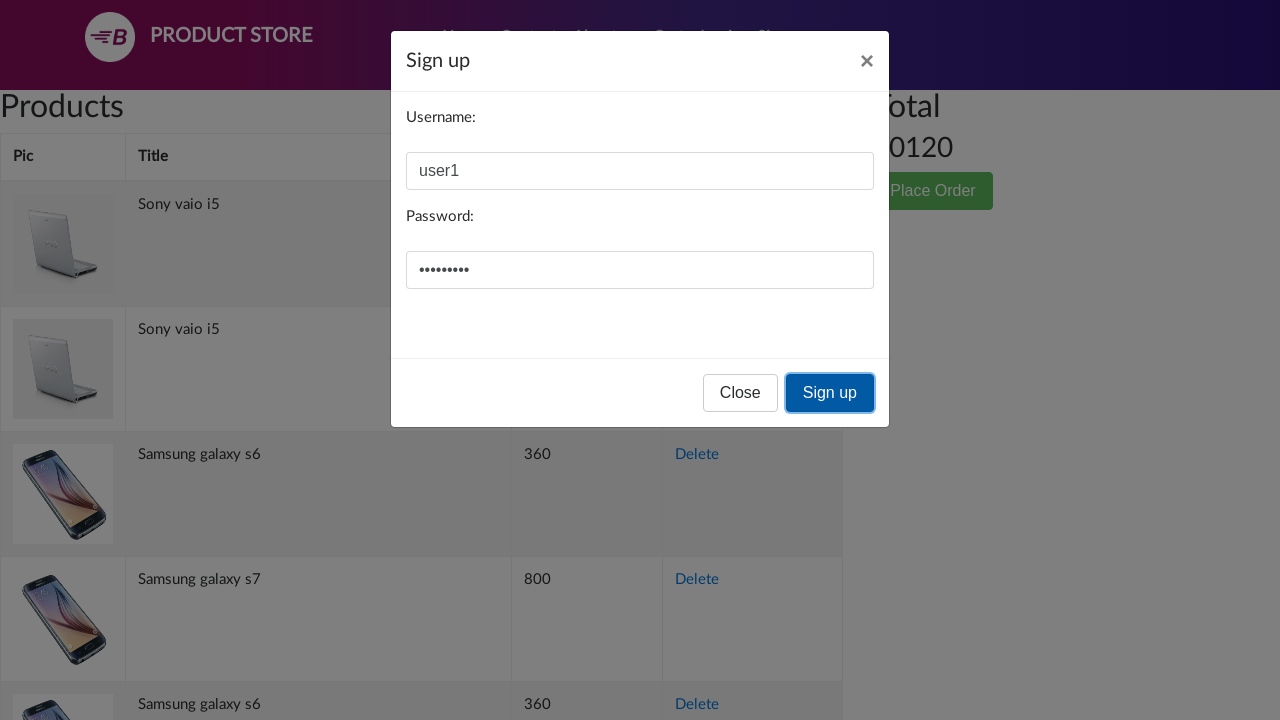 B PRODUCT STORE
Sign up ×
Username:
user1
Password:
•••••••••
Close Sign up
Products
Pic Title
Sony vaio i5
Sony vaio i5
Samsung galaxy s6 360 Delete
Samsung galaxy s7 800 Delete
Samsung galaxy s6 360 Delete
otal
0120
Place Order